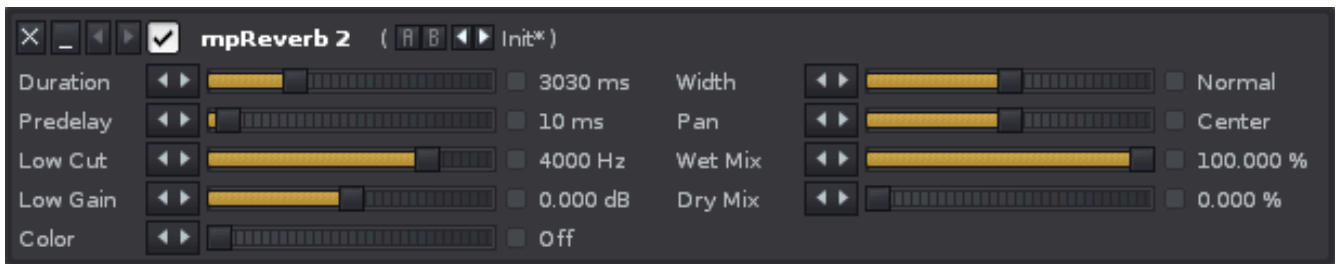 mpReverb 2 ( A B Init* )
Duration 3030 ms Width Normal
Predelay 10 ms Pan Center
Low Cut 4000 Hz Wet Mix 100.000 %
Low Gain 0.000 dB Dry Mix 0.000 %
Color Off